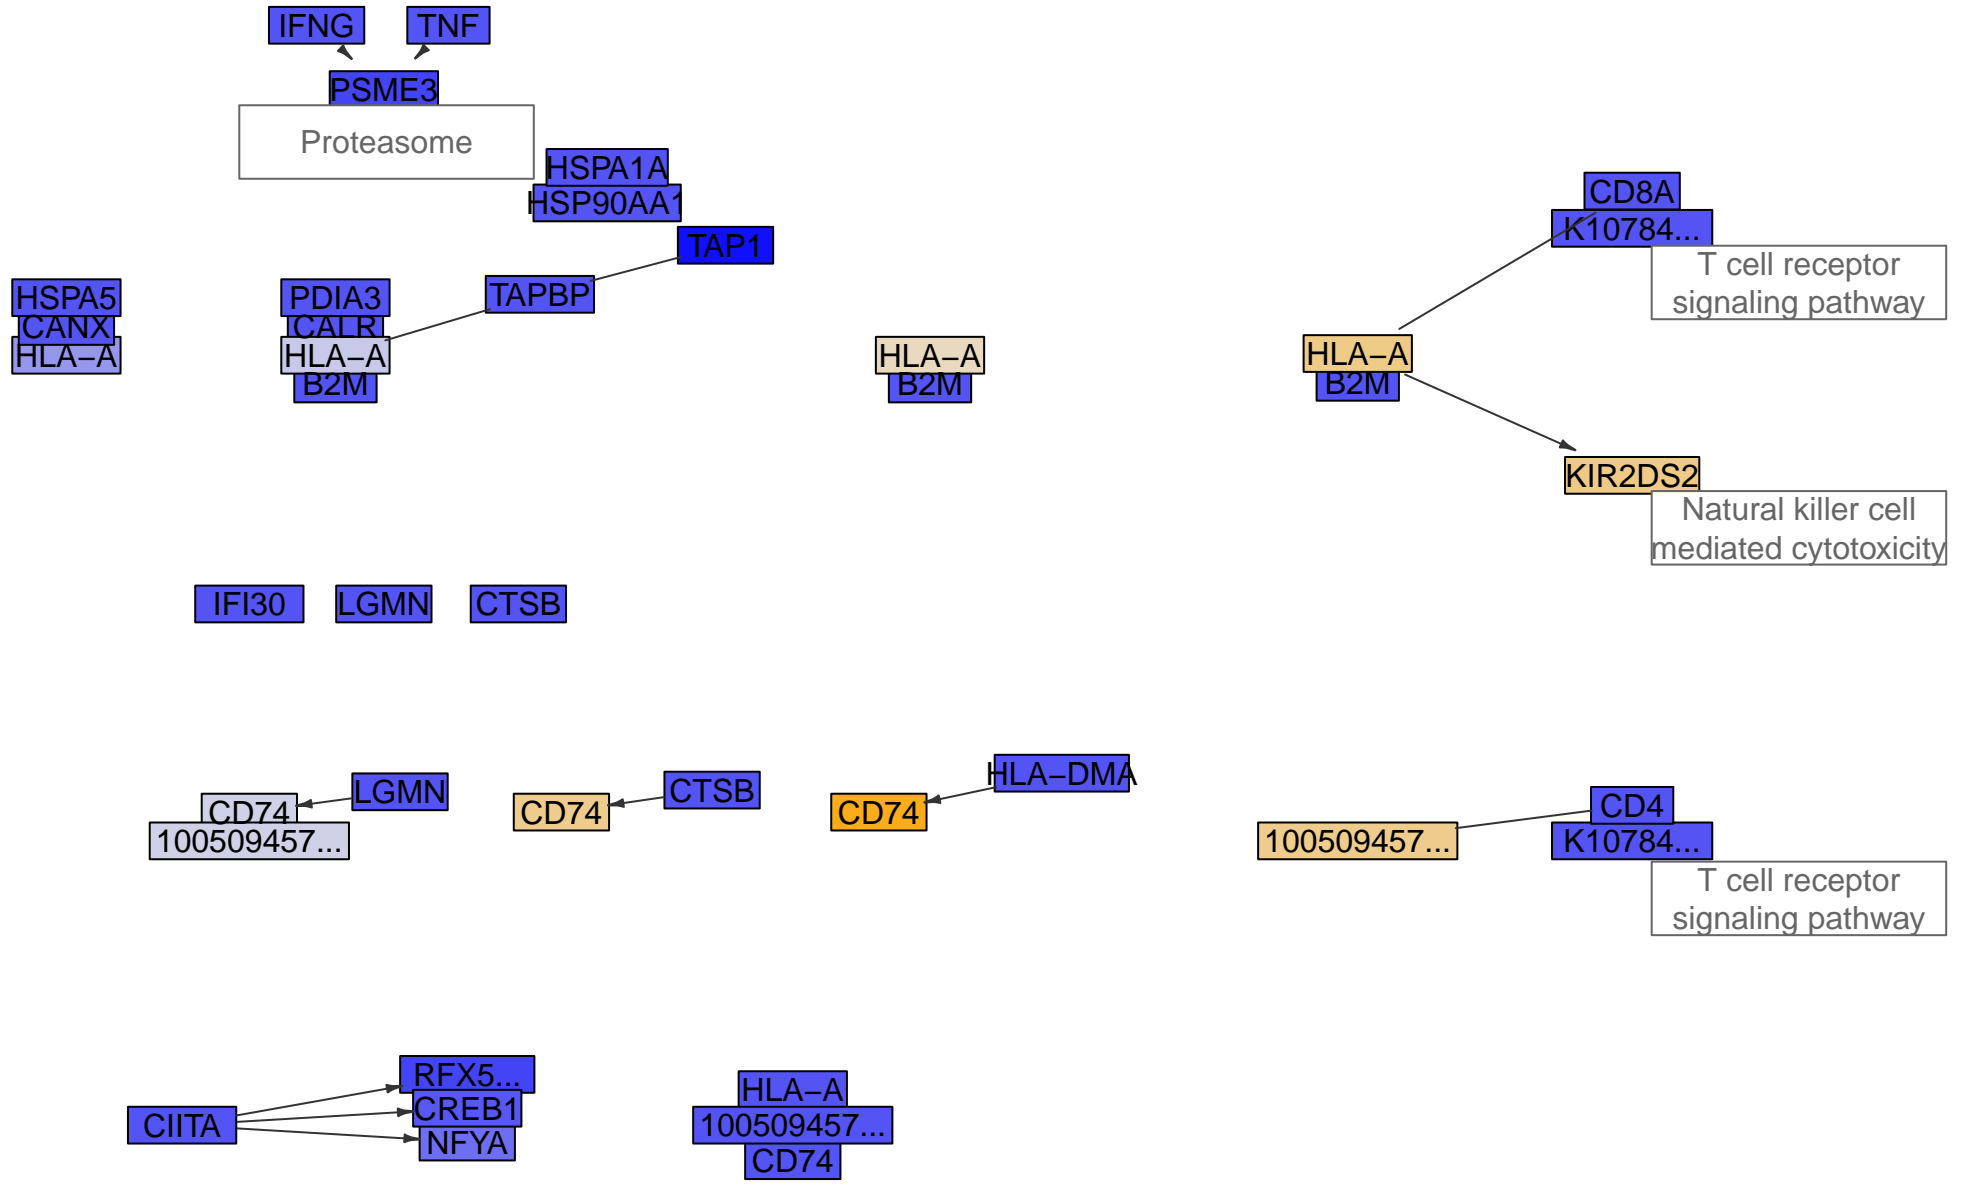 IFNG
TNF
PSME3
Proteasome
HSPA1A
HSP90AA1
TAP1
CD8A
K10784...
T cell receptor
signaling pathway
HSPA5
CANX
HLA−A
PDIA3
CALR
HLA−A
B2M
TAPBP
HLA−A
B2M
HLA−A
B2M
KIR2DS2
Natural killer cell
mediated cytotoxicity
IFI30
LGMN
CTSB
CD74
100509457...
LGMN
CD74
CTSB
CD74
HLA−DMA
100509457...
CD4
K10784...
T cell receptor
signaling pathway
CIITA
RFX5...
CREB1
NFYA
HLA−A
100509457...
CD74